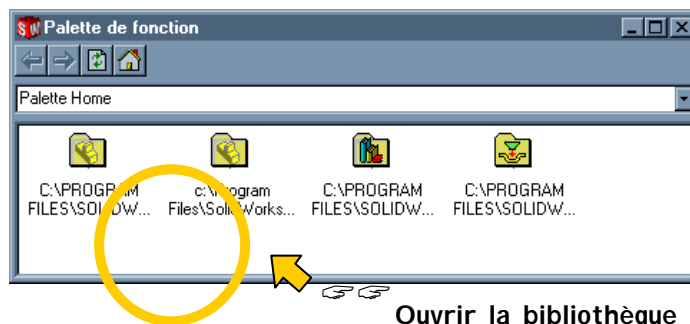 SW Palette de fonction
Palette Home
C:\PROGRAM c:\Program C:\PROGRAM C:\PROGRAM
FILES\SOLIDW... Files\SolidWorks... FILES\SOLIDW... FILES\SOLIDW...
Ouvrir la bibliothèque